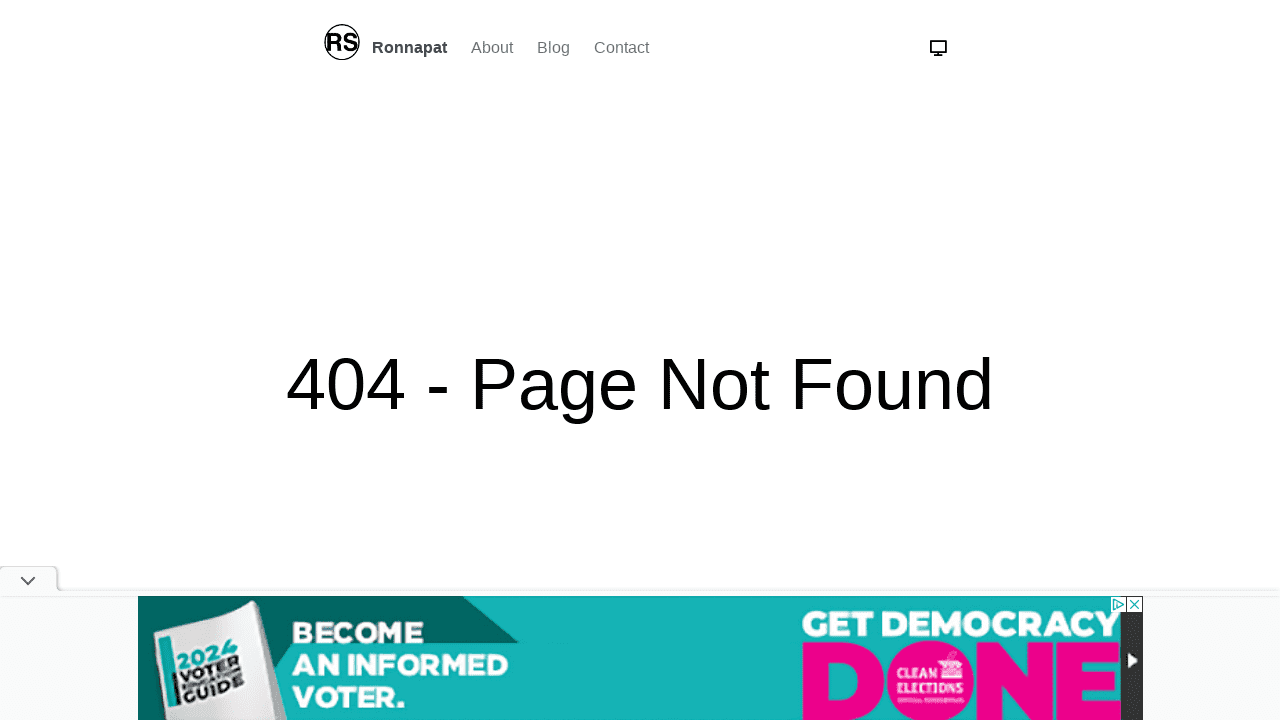 RS Ronnapat About Blog Contact
404 - Page Not Found
2024
VOTER
GUIDE
BECOME
AN INFORMED
VOTER.
GET DEMOCRACY
DONE
CLEAN
ELECTIONS